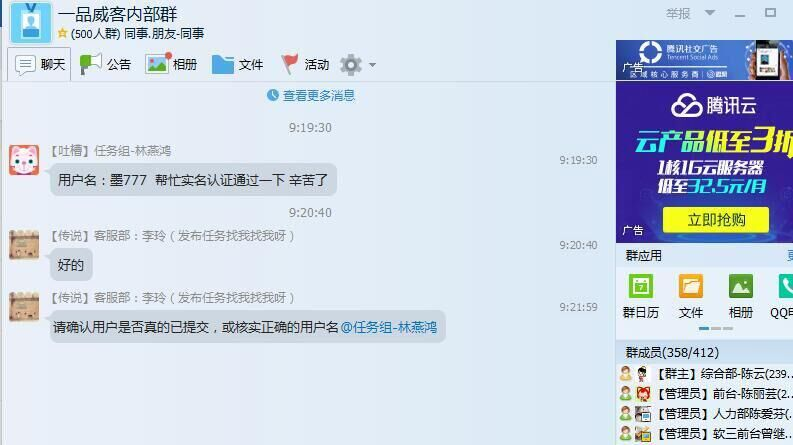 一品威客内部群
(500人群) 同事.朋友-同事
举报
聊天
公告
相册
文件
活动
查看更多消息
9:19:30
【吐槽】任务组-林燕鸿
用户名：墨777 帮忙实名认证通过一下 辛苦了
9:19:30
9:20:40
【传说】客服部：李玲（发布任务找我找我呀）
好的
9:20:40
【传说】客服部：李玲（发布任务找我找我呀）
请确认用户是否真的已提交，或核实正确的用户名@任务组-林燕鸿
9:21:59
腾讯社交广告
Tencent Social Ads
区域核心服务商
广告
腾讯云
云产品低至3折
1核1G云服务器
低至32.5元/月
立即抢购
广告
群应用
更
群日历
文件
相册
QQ电
群成员(358/412)
【群主】综合部-陈云(239...
【管理员】前台-陈丽芸(2...
【管理员】人力部陈爱芬(...
【管理员】软三前台曾继...